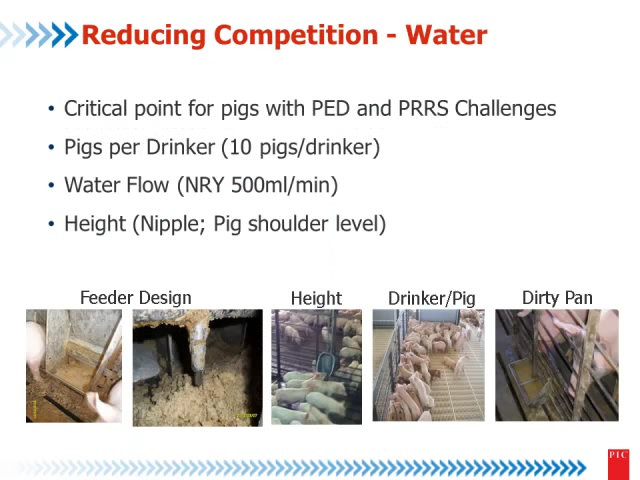 Reducing Competition - Water
• Critical point for pigs with PED and PRRS Challenges
• Pigs per Drinker (10 pigs/drinker)
• Water Flow (NRY 500ml/min)
• Height (Nipple; Pig shoulder level)
Feeder Design Height Drinker/Pig Dirty Pan
PIC